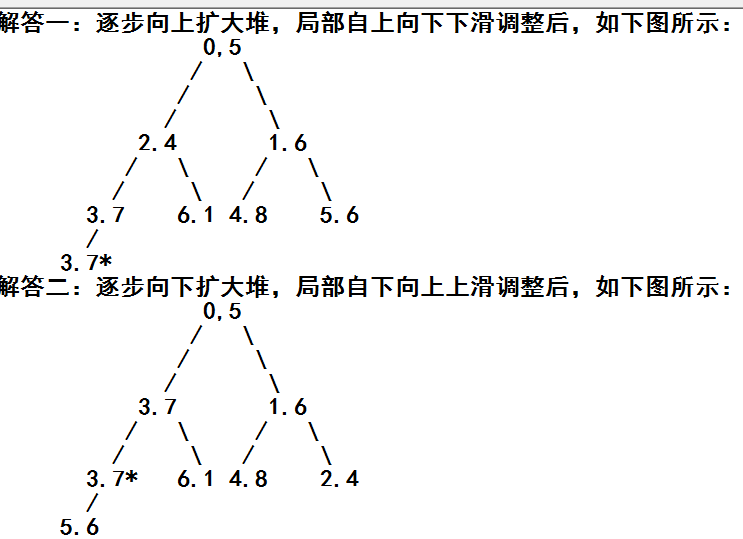 解答一：逐步向上扩大堆，局部自上向下下滑调整后，如下图所示：
0,5
/ \
/ \
/ \
2.4 1.6
/ \ / \
/ \ / \
3.7 6.1 4.8 5.6
/
3.7*
解答二：逐步向下扩大堆，局部自下向上上滑调整后，如下图所示：
0,5
/ \
/ \
/ \
3.7 1.6
/ \ / \
/ \ / \
3.7* 6.1 4.8 2.4
/
5.6